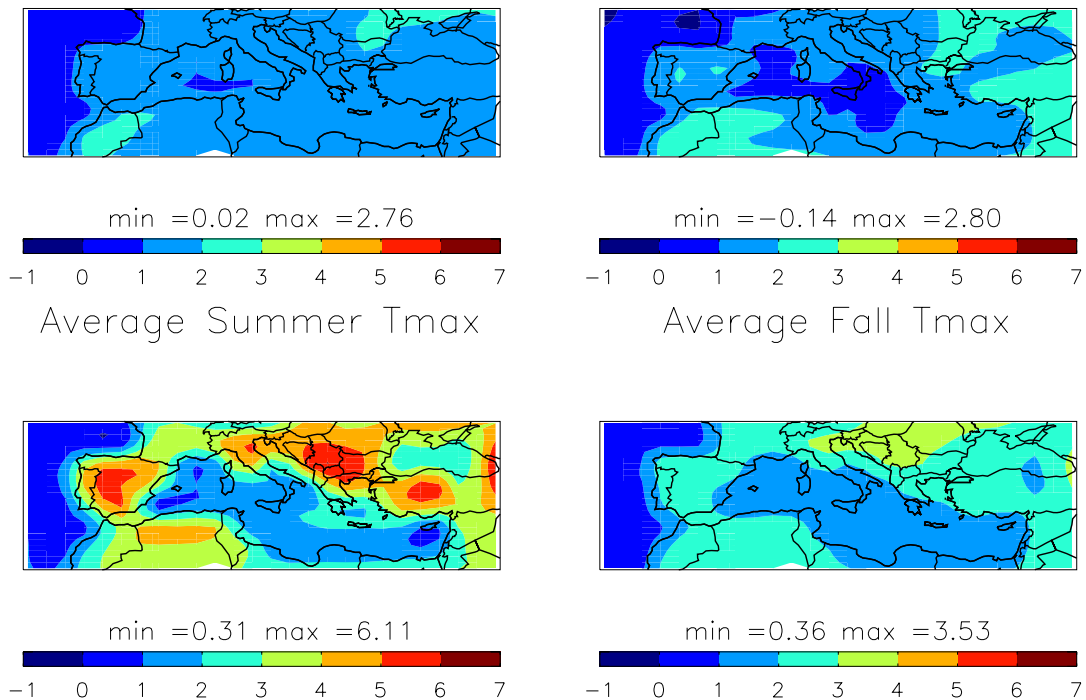 min =0.02 max =2.76
min =−0.14 max =2.80
−1 0 1 2 3 4 5 6 7
−1 0 1 2 3 4 5 6 7
Average Summer Tmax
Average Fall Tmax
min =0.31 max =6.11
min =0.36 max =3.53
−1 0 1 2 3 4 5 6 7
−1 0 1 2 3 4 5 6 7